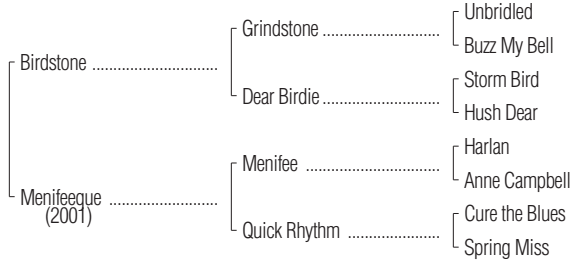 Unbridled
Grindstone ..............................
Buzz My Bell
Birdstone ................................
Storm Bird
Dear Birdie ..............................
Hush Dear
Harlan
Menifee ..................................
Anne Campbell
Menifeeque ............................
(2001)
Cure the Blues
Quick Rhythm ........................
Spring Miss